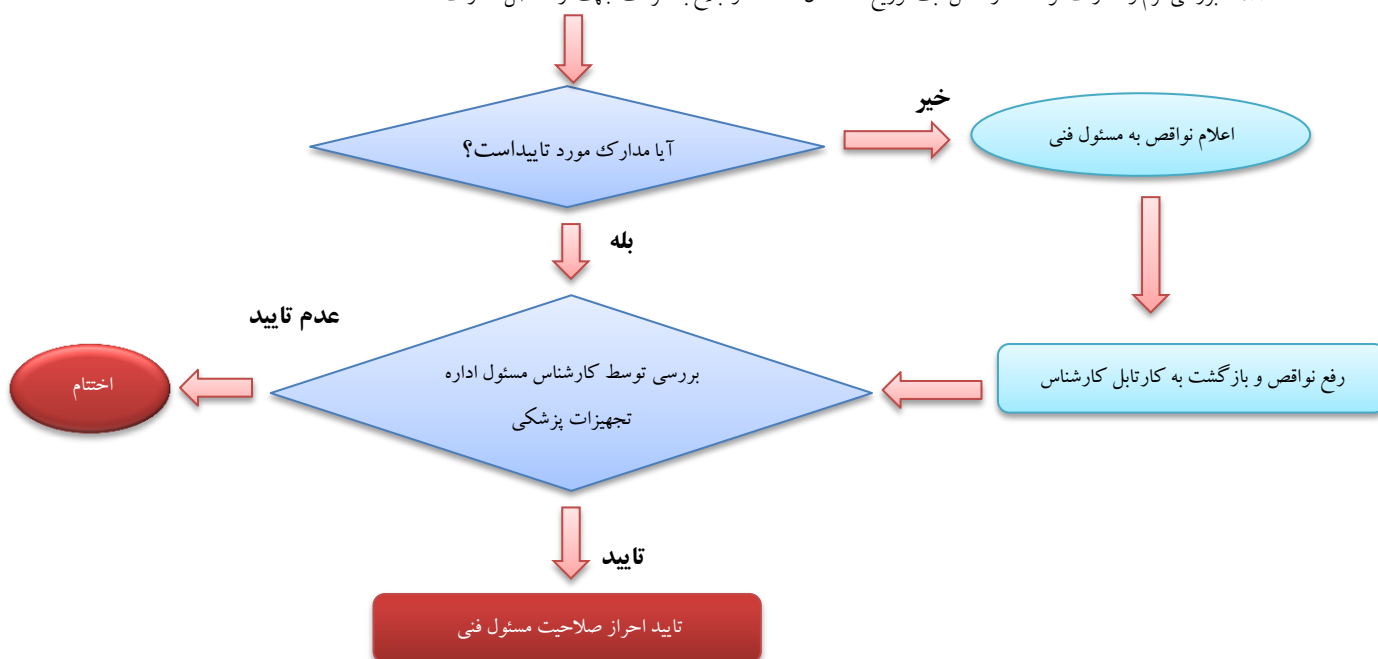 آیا مدارک مورد تاییداست؟
خیر
اعلام نواقص به مسئول فنی
بله
عدم تایید
بررسی توسط کارشناس مسئول اداره
تجهیزات پزشکی
رفع نواقص و بازگشت به کارتابل کارشناس
اختتام
تایید
تایید احراز صلاحیت مسئول فنی